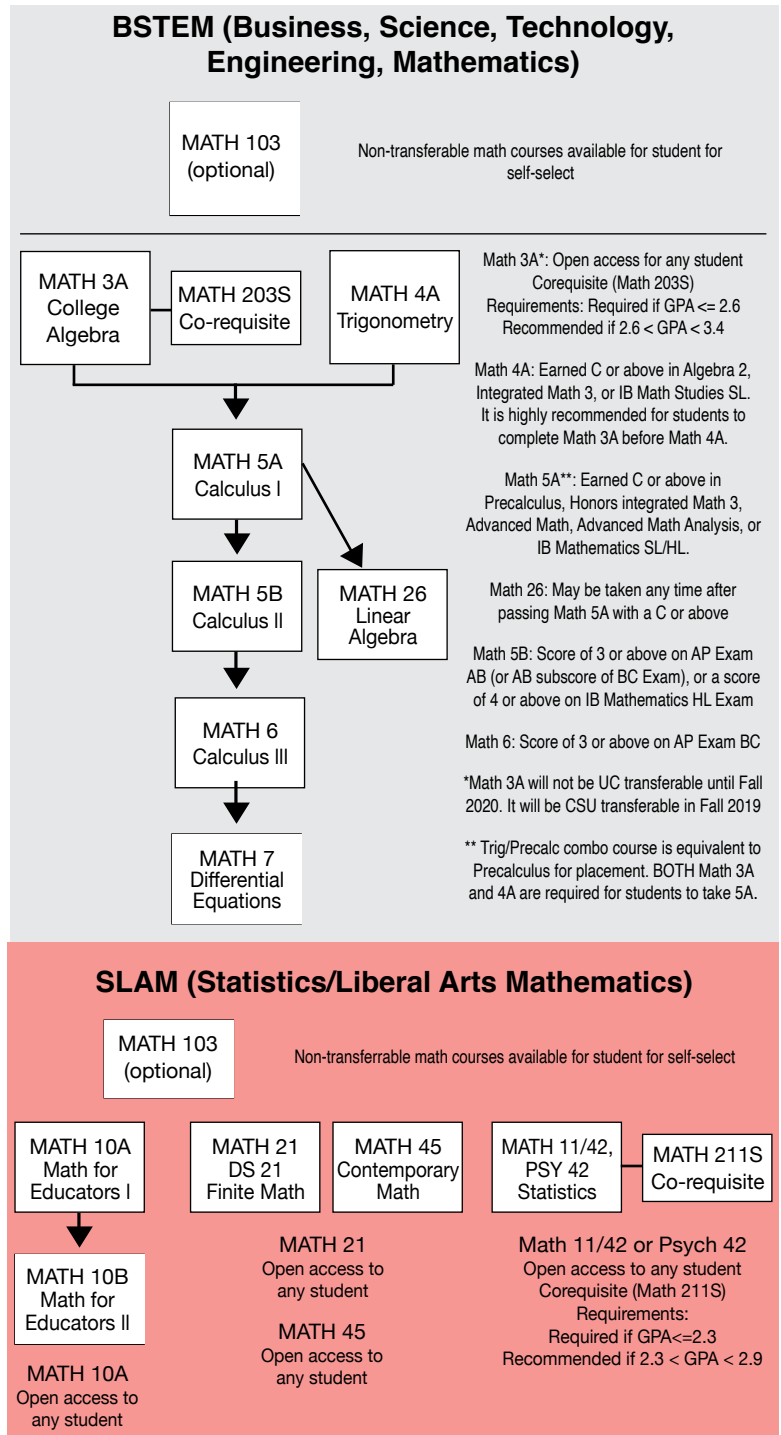 BSTEM (Business, Science, Technology,
Engineering, Mathematics)
MATH 103
(optional)
Non-transferable math courses available for student for
self-select
MATH 3A
College
Algebra
MATH 203S
Co-requisite
MATH 4A
Trigonometry
Math 3A*: Open access for any student
Corequisite (Math 203S)
Requirements: Required if GPA <= 2.6
Recommended if 2.6 < GPA < 3.4
Math 4A: Earned C or above in Algebra 2,
Integrated Math 3, or IB Math Studies SL.
It is highly recommended for students to
complete Math 3A before Math 4A.
MATH 5A
Calculus I
Math 5A**: Earned C or above in
Precalculus, Honors integrated Math 3,
Advanced Math, Advanced Math Analysis, or
IB Mathematics SL/HL.
MATH 5B
Calculus II
MATH 26
Linear
Algebra
Math 26: May be taken any time after
passing Math 5A with a C or above
Math 5B: Score of 3 or above on AP Exam
AB (or AB subscore of BC Exam), or a score
of 4 or above on IB Mathematics HL Exam
MATH 6
Calculus III
Math 6: Score of 3 or above on AP Exam BC
*Math 3A will not be UC transferable until Fall
2020. It will be CSU transferable in Fall 2019
MATH 7
Differential
Equations
** Trig/Precalc combo course is equivalent to
Precalculus for placement. BOTH Math 3A
and 4A are required for students to take 5A.
SLAM (Statistics/Liberal Arts Mathematics)
MATH 103
(optional)
Non-transferrable math courses available for student for self-select
MATH 10A
Math for
Educators I
MATH 21
DS 21
Finite Math
MATH 45
Contemporary
Math
MATH 11/42,
PSY 42
Statistics
MATH 211S
Co-requisite
MATH 10B
Math for
Educators II
MATH 10A
Open access to
any student
MATH 21
Open access to
any student
MATH 45
Open access to
any student
Math 11/42 or Psych 42
Open access to any student
Corequisite (Math 211S)
Requirements:
Required if GPA<=2.3
Recommended if 2.3 < GPA < 2.9